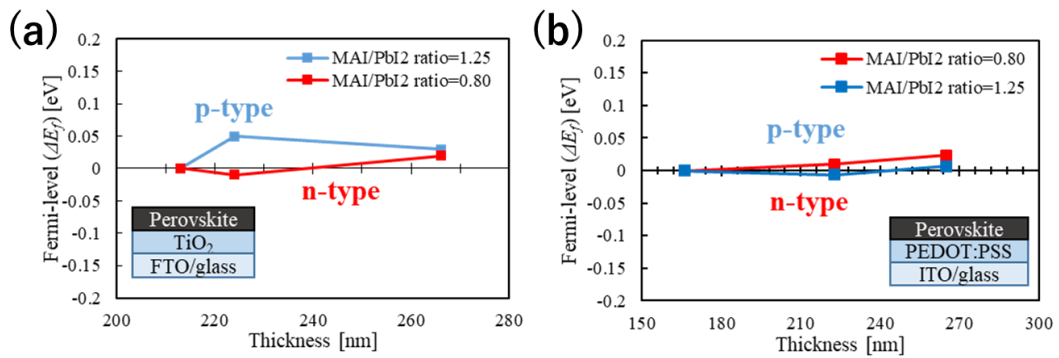 (a)
0.2
0.15
0.1
0.05
0
-0.05
-0.1
-0.15
-0.2
Fermi-level (ΔEf) [eV]
MAI/PbI2 ratio=1.25
MAI/PbI2 ratio=0.80
p-type
n-type
Perovskite
TiO2
FTO/glass
200 220 240 260 280
Thickness [nm]
(b)
0.2
0.15
0.1
0.05
0
-0.05
-0.1
-0.15
-0.2
Fermi-level (ΔEf) [eV]
MAI/PbI2 ratio=0.80
MAI/PbI2 ratio=1.25
p-type
n-type
Perovskite
PEDOT:PSS
ITO/glass
150 180 210 240 270 300
Thickness [nm]